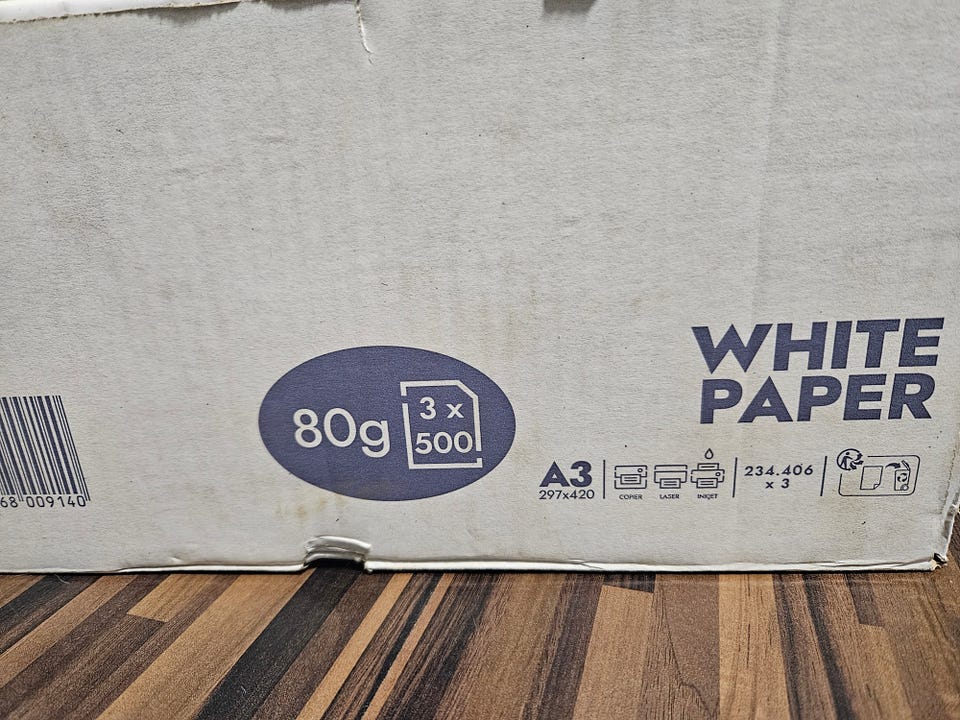 WHITE
PAPER
80g
3 x
500
A3
297x420
COPIER
LASER
INKJET
234.406
x 3
68 009140